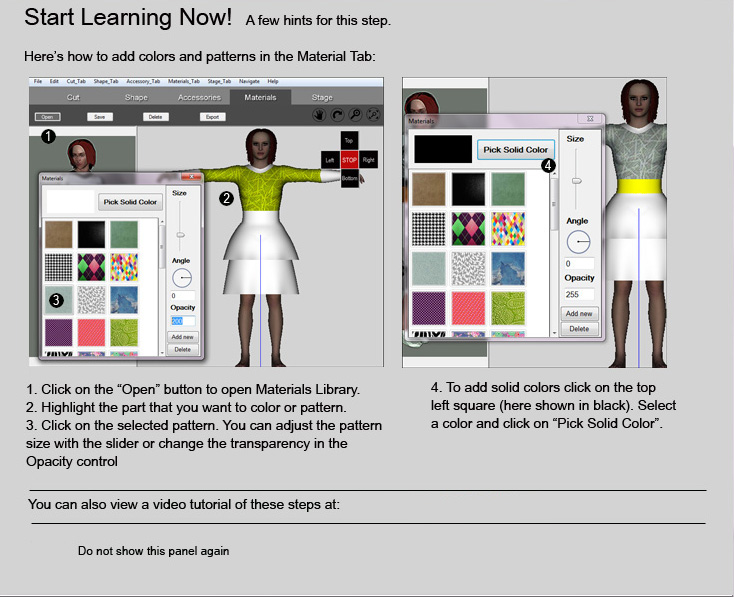 Start Learning Now! A few hints for this step.
Here's how to add colors and patterns in the Material Tab:
File Edit Cut_Tab Shape_Tab Accessory_Tab Materials_Tab Stage_Tab Navigate Help
Cut Shape Accessories Materials Stage
Open Save Delete Export
1
Top
Left STOP Right
Bottom
2
Materials
Pick Solid Color
Size
Angle
0
Opacity
Add new
Delete
3
Materials
Pick Solid Color
4
Size
Angle
0
Opacity
255
Add new
Delete
1. Click on the “Open” button to open Materials Library.
2. Highlight the part that you want to color or pattern.
3. Click on the selected pattern. You can adjust the pattern
size with the slider or change the transparency in the
Opacity control
4. To add solid colors click on the top
left square (here shown in black). Select
a color and click on “Pick Solid Color”.
You can also view a video tutorial of these steps at:
Do not show this panel again